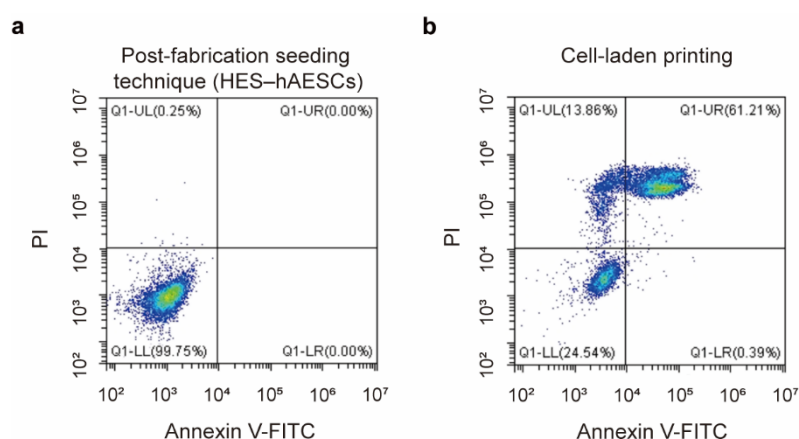 a
Post-fabrication seeding
technique (HES–hAESCs)
10⁷
10⁶
10⁵
10⁴
10³
10²
PI
Q1-UL(0.25%)
Q1-UR(0.00%)
Q1-LL(99.75%)
Q1-LR(0.00%)
10² 10³ 10⁴ 10⁵ 10⁶ 10⁷
Annexin V-FITC
b
Cell-laden printing
10⁷
10⁶
10⁵
10⁴
10³
10²
PI
Q1-UL(13.86%)
Q1-UR(61.21%)
Q1-LL(24.54%)
Q1-LR(0.39%)
10² 10³ 10⁴ 10⁵ 10⁶ 10⁷
Annexin V-FITC